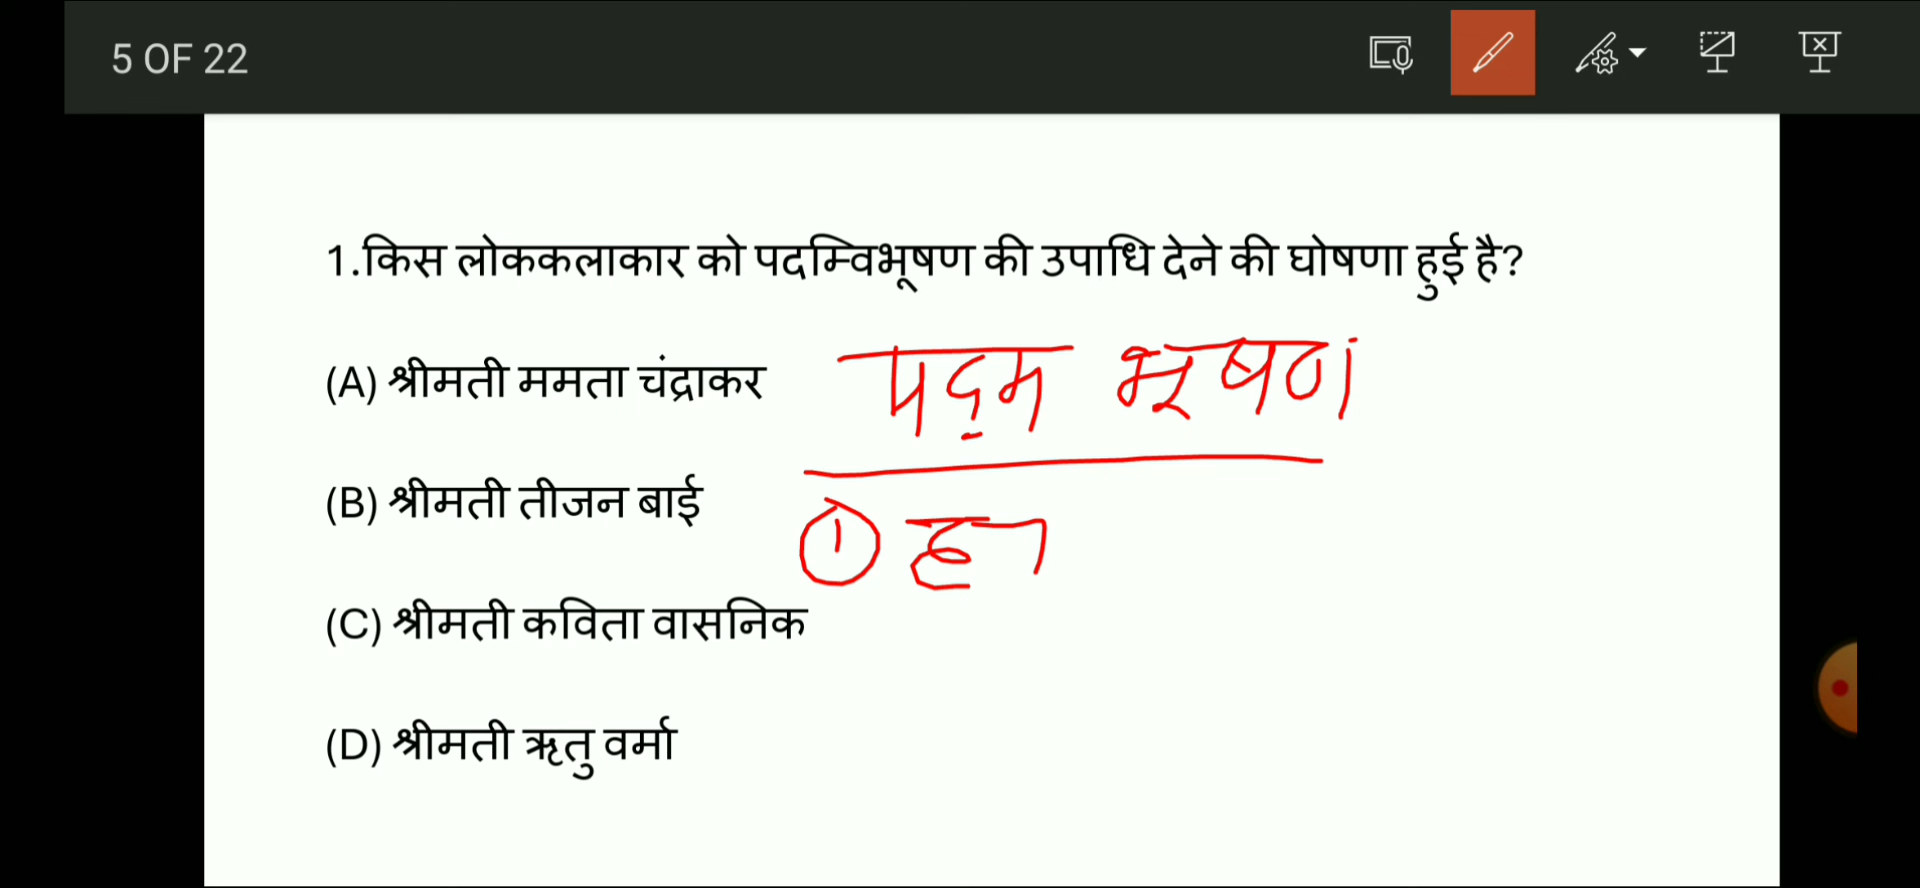 5 OF 22
1.किस लोककलाकार को पदम्विभूषण की उपाधि देने की घोषणा हुई है?
(A) श्रीमती ममता चंद्राकर
पद्म भूषण
(B) श्रीमती तीजन बाई
1
(C) श्रीमती कविता वासनिक
(D) श्रीमती ऋतु वर्मा